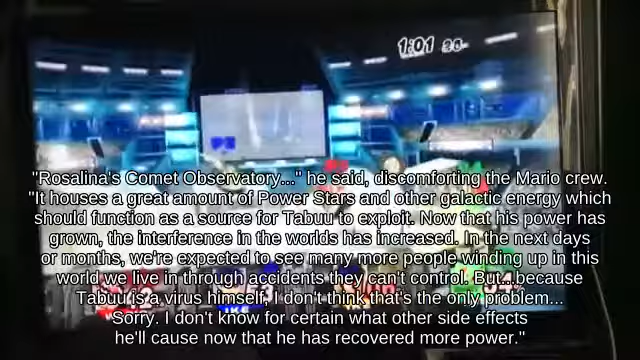 1:01
"Rosalina's Comet Observatory..." he said, discomforting the Mario crew.
"It houses a great amount of Power Stars and other galactic energy which
should function as a source for Tabuu to exploit. Now that his power has
grown, the interference in the worlds has increased. In the next days
or months, we're expected to see many more people winding up in this
world we live in through accidents they can't control. But...because
Tabuu is a virus himself, I don't think that's the only problem...
Sorry. I don't know for certain what other side effects
he'll cause now that he has recovered more power."